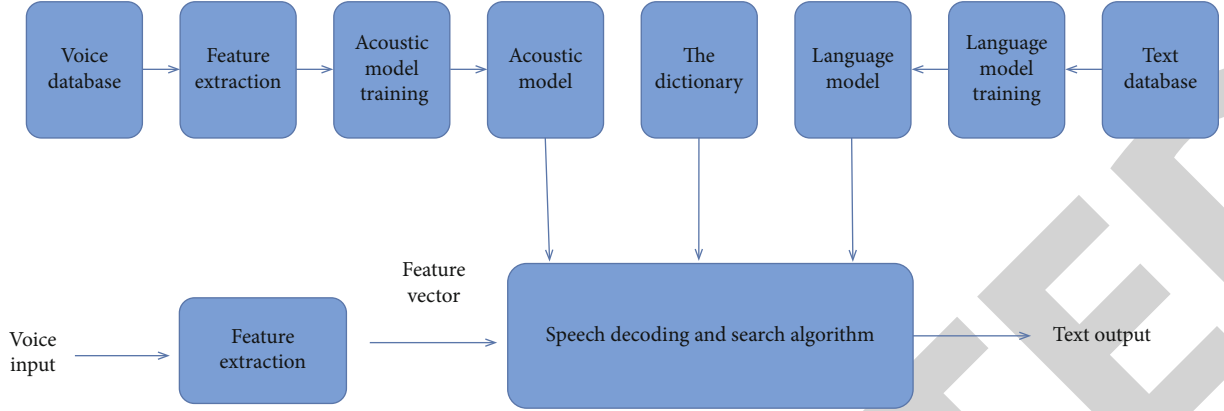 Voice
database
Feature
extraction
Acoustic
model
training
Acoustic
model
The
dictionary
Language
model
Language
model
training
Text
database
Feature
vector
Voice
input
Feature
extraction
Speech decoding and search algorithm
Text output